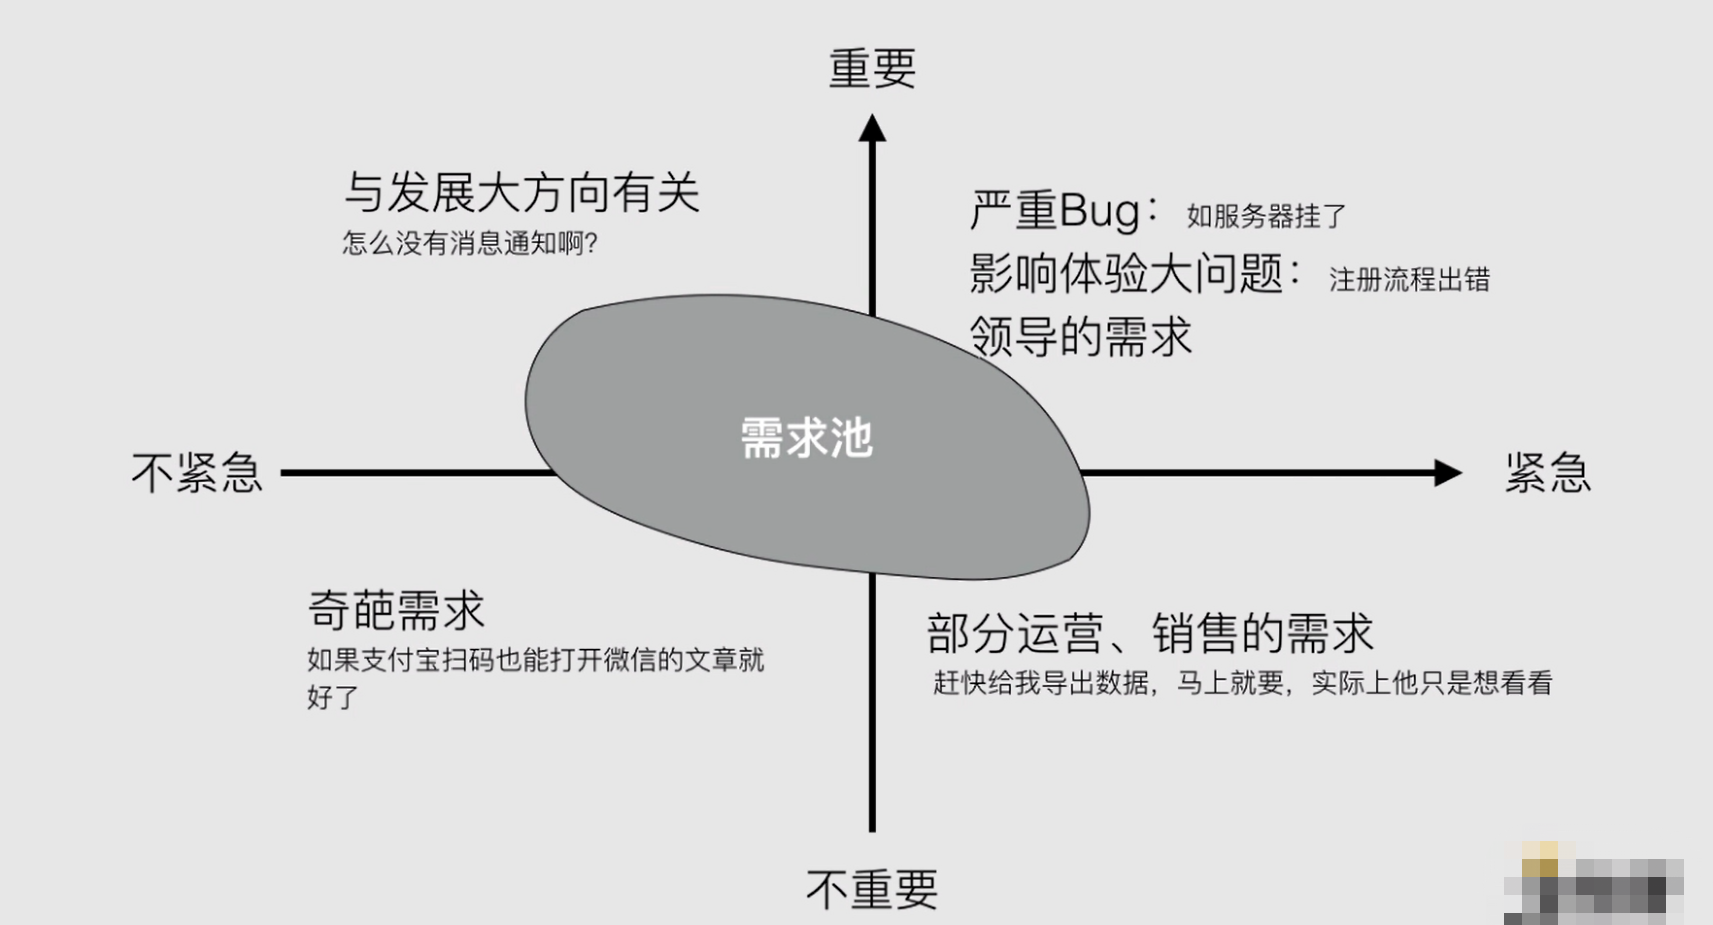 重要
与发展大方向有关
怎么没有消息通知啊？
严重Bug： 如服务器挂了
影响体验大问题： 注册流程出错
领导的需求
需求池
不紧急
紧急
奇葩需求
如果支付宝扫码也能打开微信的文章就
好了
部分运营、销售的需求
赶快给我导出数据，马上就要，实际上他只是想看看
不重要